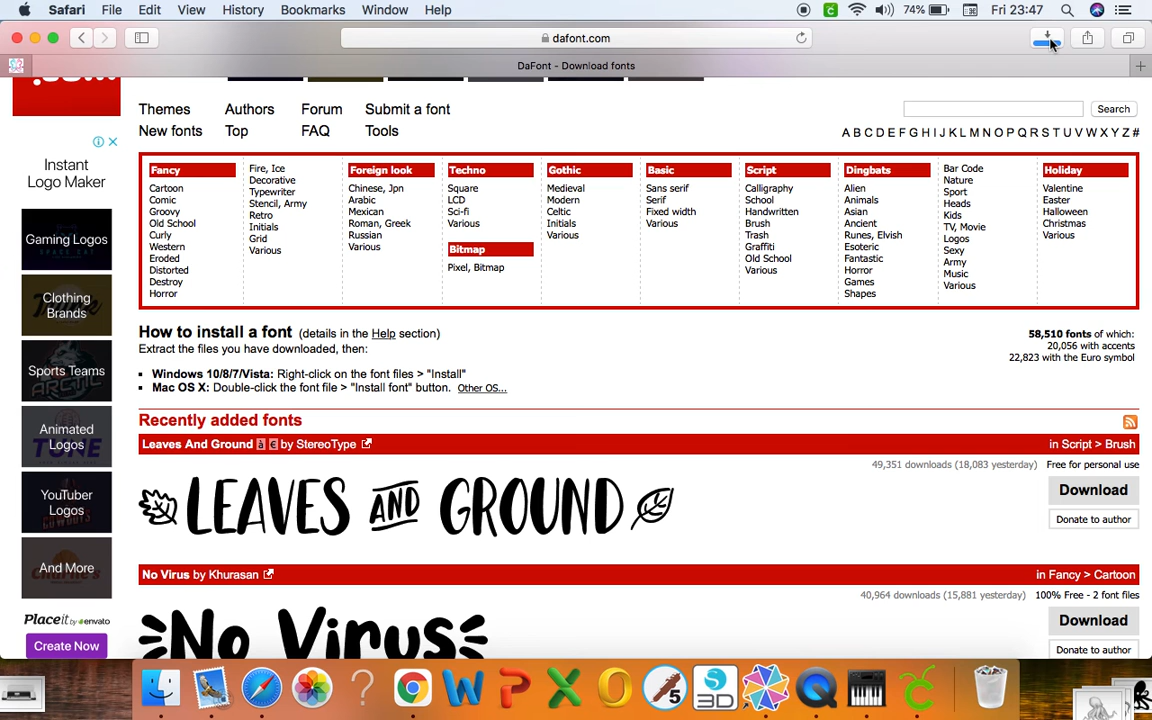 Safari File Edit View History Bookmarks Window Help 74% Fri 23:47
dafont.com
DaFont - Download fonts
Themes Authors Forum Submit a font
Search
New fonts Top FAQ Tools
A B C D E F G H I J K L M N O P Q R S T U V W X Y Z #
Instant
Logo Maker
Gaming Logos
Clothing
Brands
Sports Teams
Animated
Logos
YouTuber
Logos
And More
Placeit by envato
Create Now
Fancy
Cartoon
Comic
Groovy
Old School
Curly
Western
Eroded
Distorted
Destroy
Horror
Fire, Ice
Decorative
Typewriter
Stencil, Army
Retro
Initials
Grid
Various
Foreign look
Chinese, Jpn
Arabic
Mexican
Roman, Greek
Russian
Various
Techno
Square
LCD
Sci-fi
Various
Bitmap
Pixel, Bitmap
Gothic
Medieval
Modern
Celtic
Initials
Various
Basic
Sans serif
Serif
Fixed width
Various
Script
Calligraphy
School
Handwritten
Brush
Trash
Graffiti
Old School
Various
Dingbats
Alien
Animals
Asian
Ancient
Runes, Elvish
Esoteric
Fantastic
Horror
Games
Shapes
Bar Code
Nature
Sport
Heads
Kids
TV, Movie
Logos
Sexy
Army
Music
Various
Holiday
Valentine
Easter
Halloween
Christmas
Various
How to install a font (details in the Help section)
Extract the files you have downloaded, then:
Windows 10/8/7/Vista: Right-click on the font files > "Install"
Mac OS X: Double-click the font file > "Install font" button. Other OS...
58,510 fonts of which:
20,056 with accents
22,823 with the Euro symbol
Recently added fonts
Leaves And Ground à € by StereoType in Script > Brush
49,351 downloads (18,083 yesterday) Free for personal use
LEAVES AND GROUND
Download
Donate to author
No Virus by Khurasan in Fancy > Cartoon
40,964 downloads (15,881 yesterday) 100% Free - 2 font files
No Virus
Download
Donate to author
5
S
3D